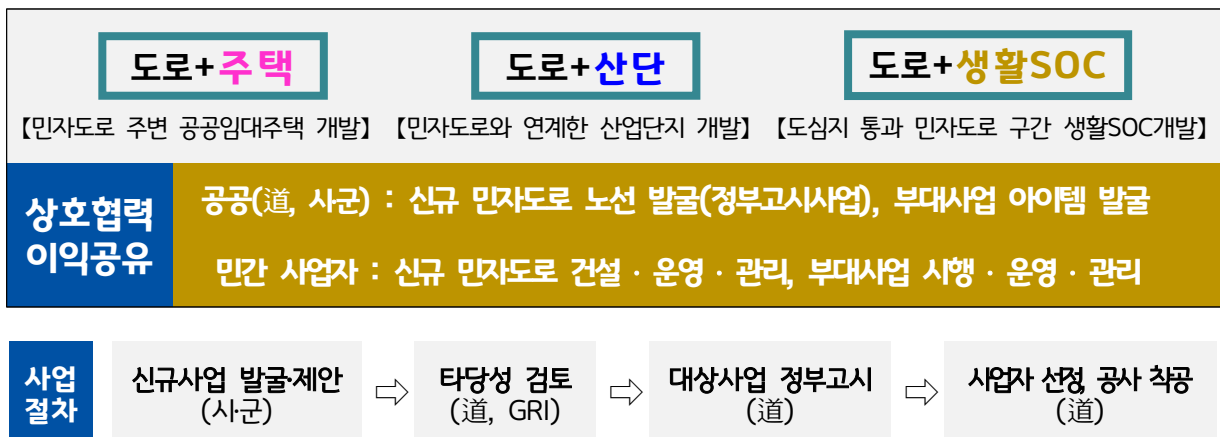 도로+주택
도로+산단
도로+생활SOC
【민자도로 주변 공공임대주택 개발】
【민자도로와 연계한 산업단지 개발】
【도심지 통과 민자도로 구간 생활SOC개발】
상호협력
이익공유
공공(道, 시·군) : 신규 민자도로 노선 발굴(정부고시사업), 부대사업 아이템 발굴
민간 사업자 : 신규 민자도로 건설 · 운영 · 관리, 부대사업 시행 · 운영 · 관리
사업
절차
신규사업 발굴·제안
(시·군)
⇨
타당성 검토
(道, GRI)
⇨
대상사업 정부고시
(道)
⇨
사업자 선정, 공사 착공
(道)